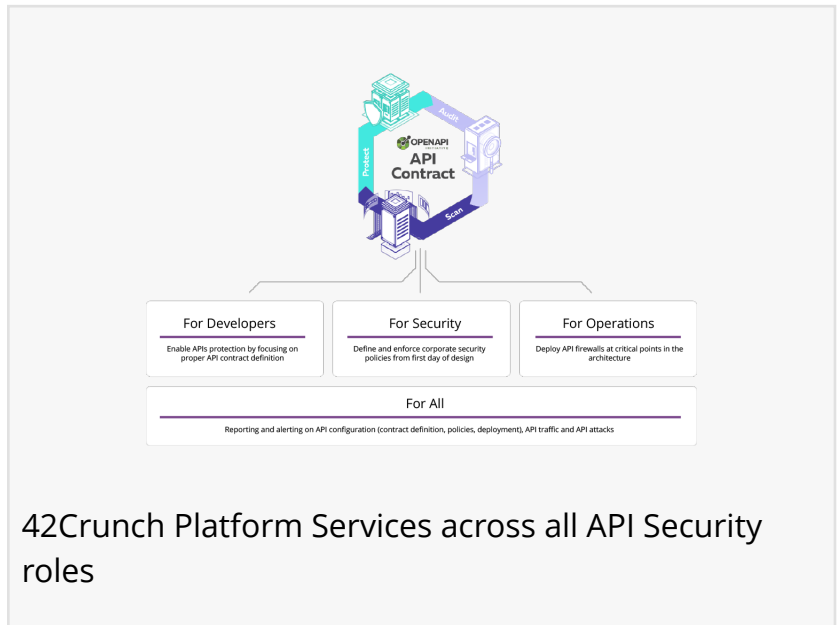 Audit
OPENAPI
INITIATIVE
API
Contract
Protect
Scan
For Developers
Enable APIs protection by focusing on
proper API contract definition
For Security
Define and enforce corporate security
policies from first day of design
For Operations
Deploy API firewalls at critical points in the
architecture
For All
Reporting and alerting on API configuration (contract definition, policies, deployment), API traffic and API attacks
42Crunch Platform Services across all API Security
roles